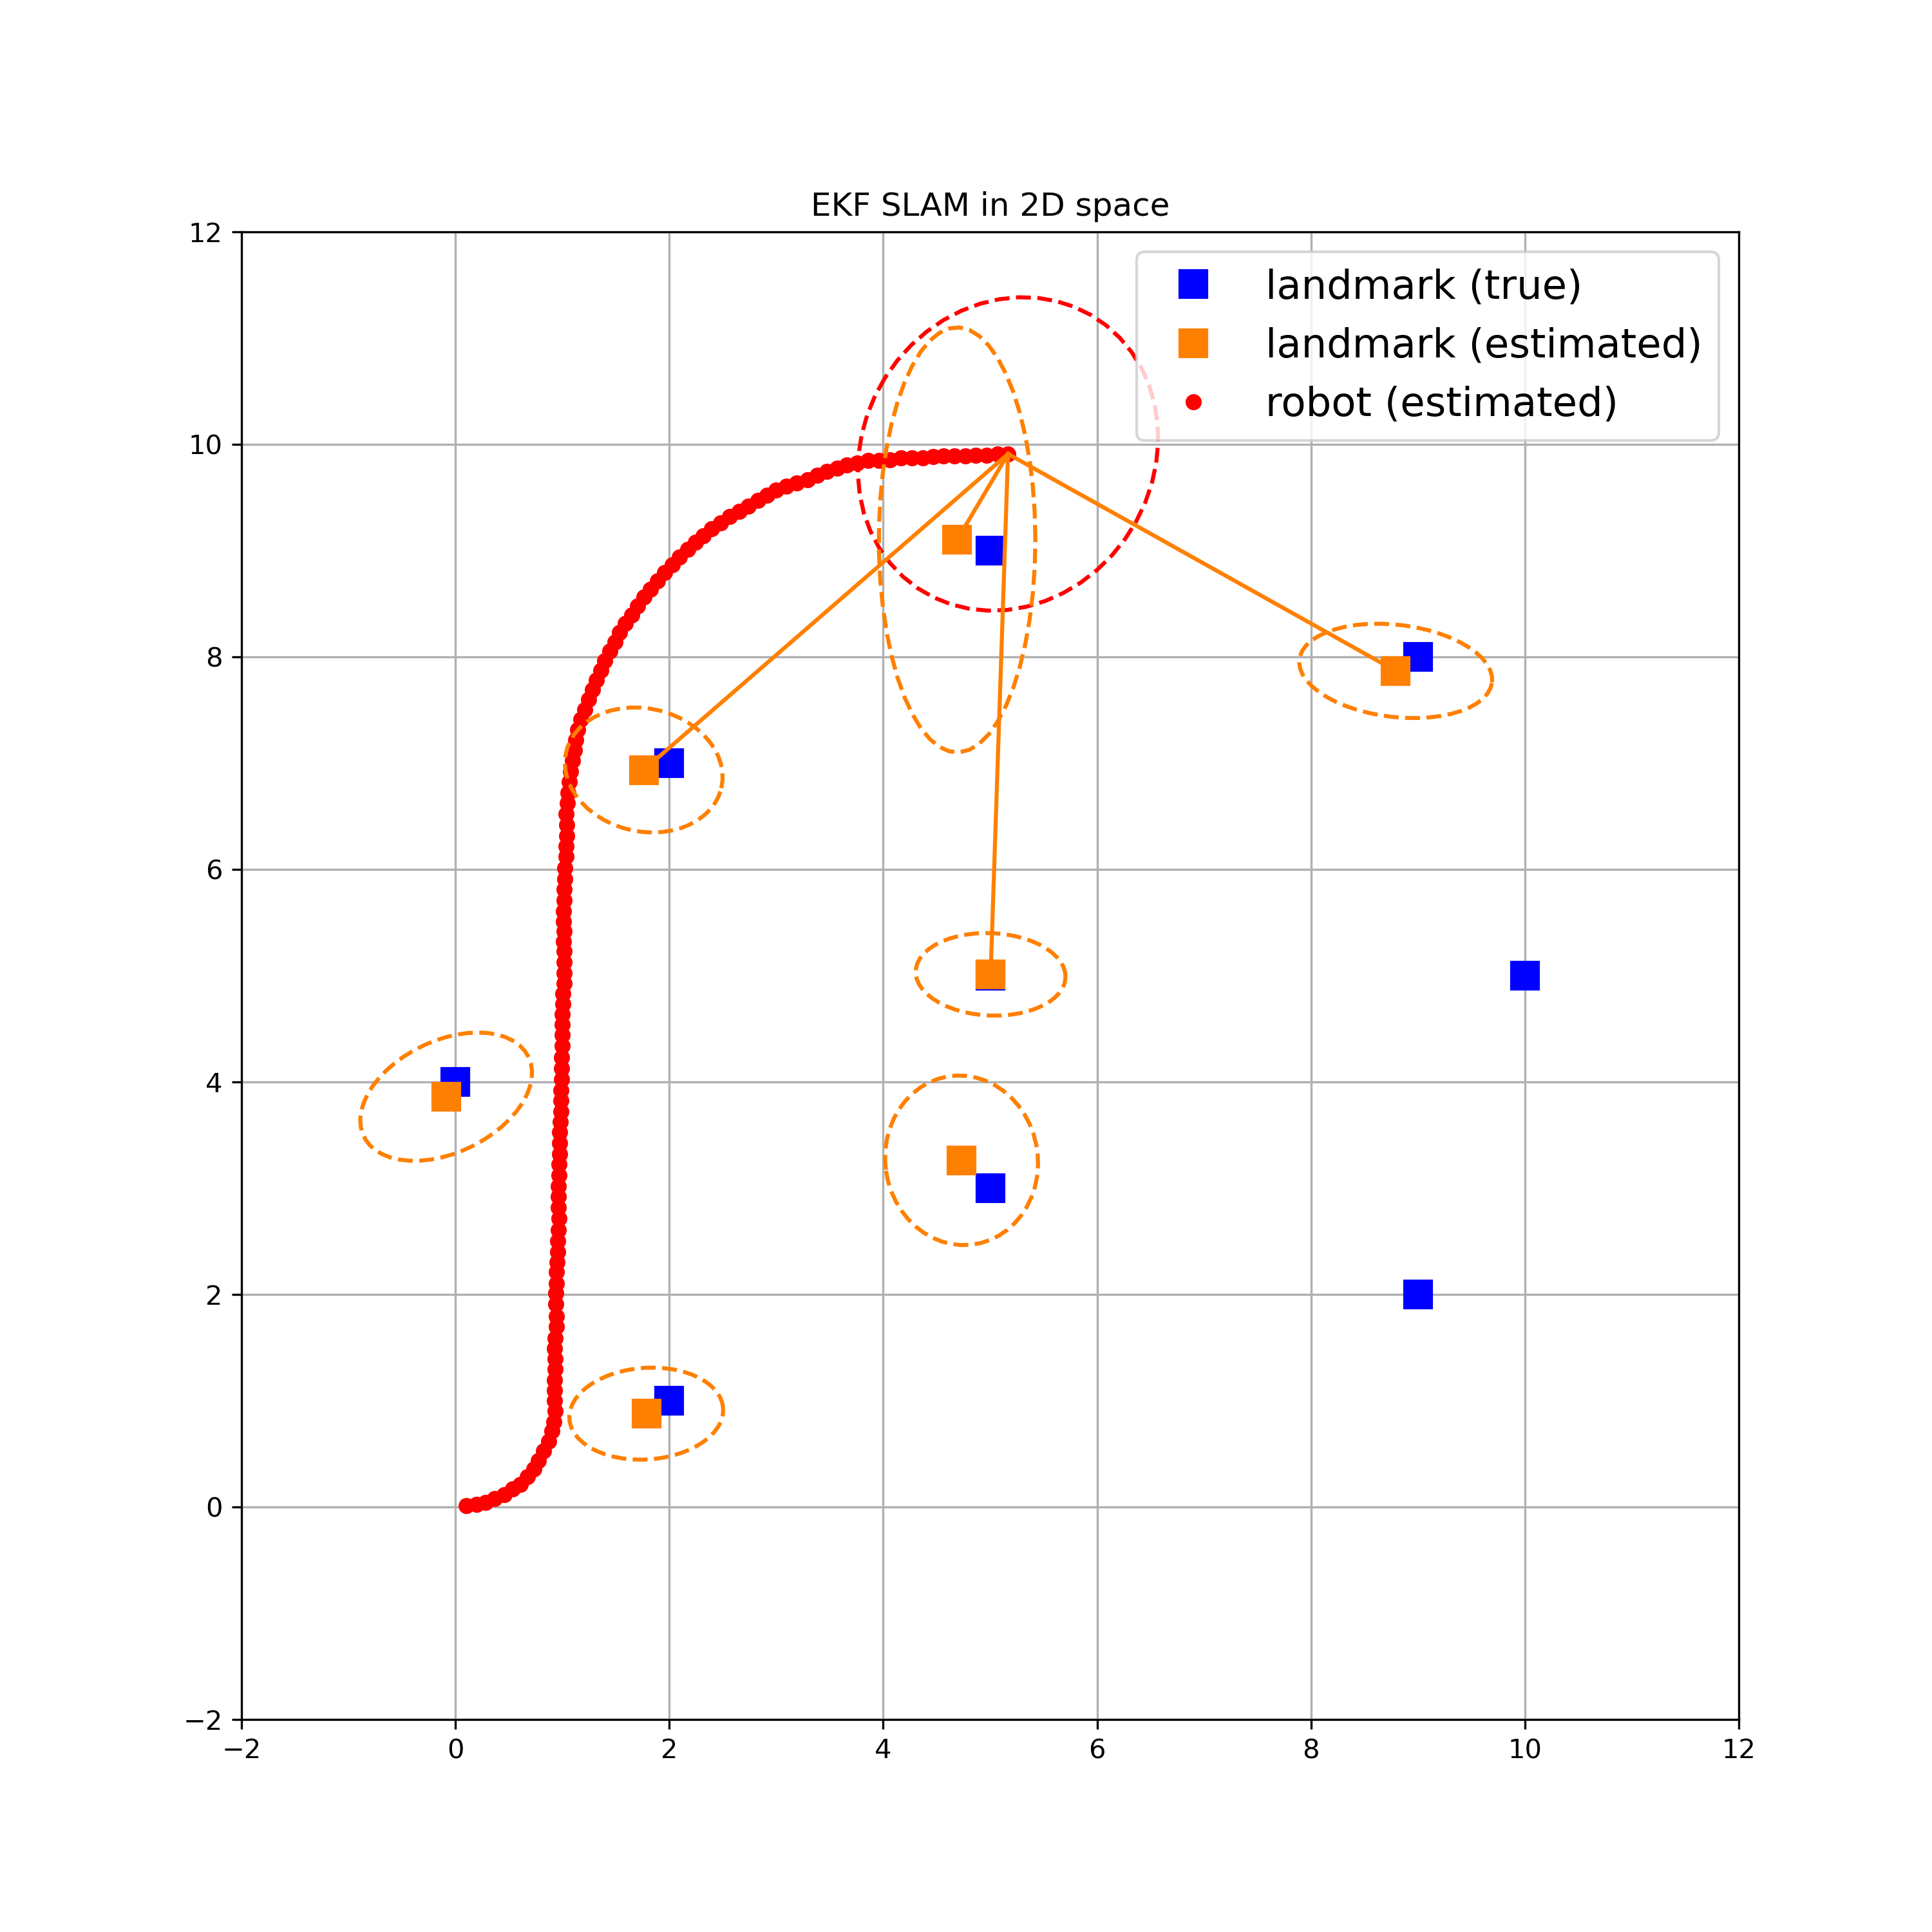 EKF SLAM in 2D space
12
landmark (true)
landmark (estimated)
robot (estimated)
10
8
6
4
2
0
−2
−2 0 2 4 6 8 10 12